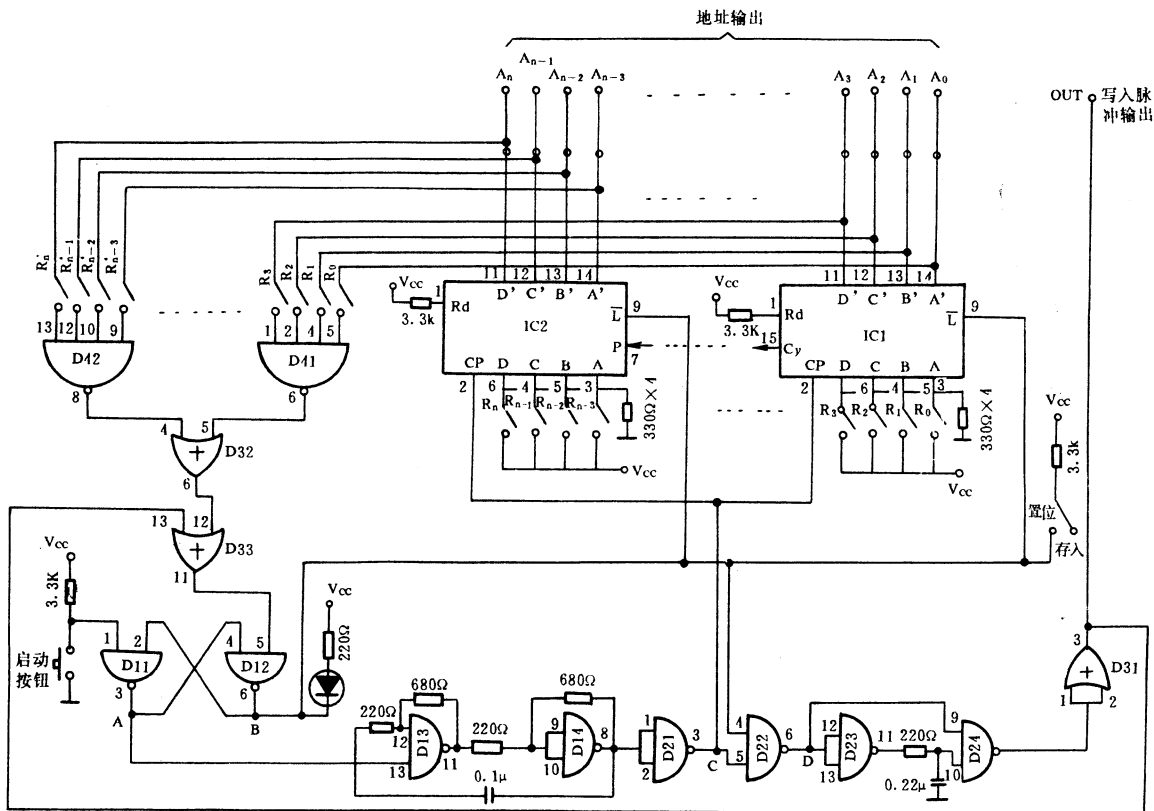 地址输出
An An-1 An-2 An-3 A3 A2 A1 A0
OUT 写入脉
冲输出
R'n R'n-1 R'n-2 R'n-3
R3 R2 R1 R0
11 12 13 14
11 12 13 14
Vcc 3.3k 1 Rd D' C' B' A'
IC2
L 9
P 7
CP D C B A
2 6 4 5 3
Vcc 3.3K 1 Rd D' C' B' A'
15 Cy
IC1
L 9
CP D C B A
2 6 4 5 3
Rn Rn-1 Rn-2 Rn-3 330Ω×4
Vcc
R3 R2 R1 R0 330Ω×4
Vcc
Vcc
3.3k
置位
存入
13 12 10 9
D42
8
1 2 4 5
D41
6
4 5
D32
6
13 12
D33
11
Vcc
3.3K
启动
按钮
1 2
D11
3
A
4 5
D12
6
B
Vcc
220Ω
220Ω
680Ω
12
13
D13
11
220Ω
680Ω
9
10
D14
8
0.1μ
1
2
D21
3
C
4
5
D22
6
D
12
13
D23
11
220Ω
0.22μ
9
10
D24
3
D31
1 2